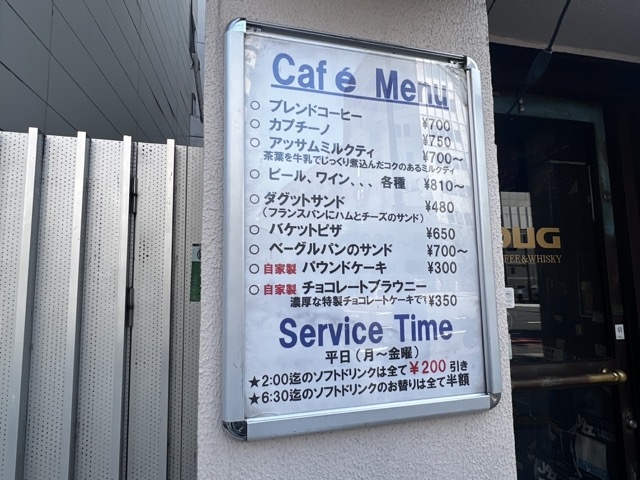 Café Menu
○ ブレンドコーヒー ¥700
○ カプチーノ ¥750
○ アッサムミルクティ ¥700～
茶葉を牛乳でじっくり煮込んだコクのあるミルクティ
○ ビール、ワイン、、、各種 ¥810～
○ ダグットサンド ¥480
(フランスパンにハムとチーズのサンド)
○ バケットピザ ¥650
○ ベーグルパンのサンド ¥700～
○ 自家製 パウンドケーキ ¥300
○ 自家製 チョコレートブラウニー
濃厚な特製チョコレートケーキです ¥350
Service Time
平日(月～金曜)
★2:00迄のソフトドリンクは全て¥200引き
★6:30迄のソフトドリンクのお替りは全て半額
DUG
COFFEE&WHISKY